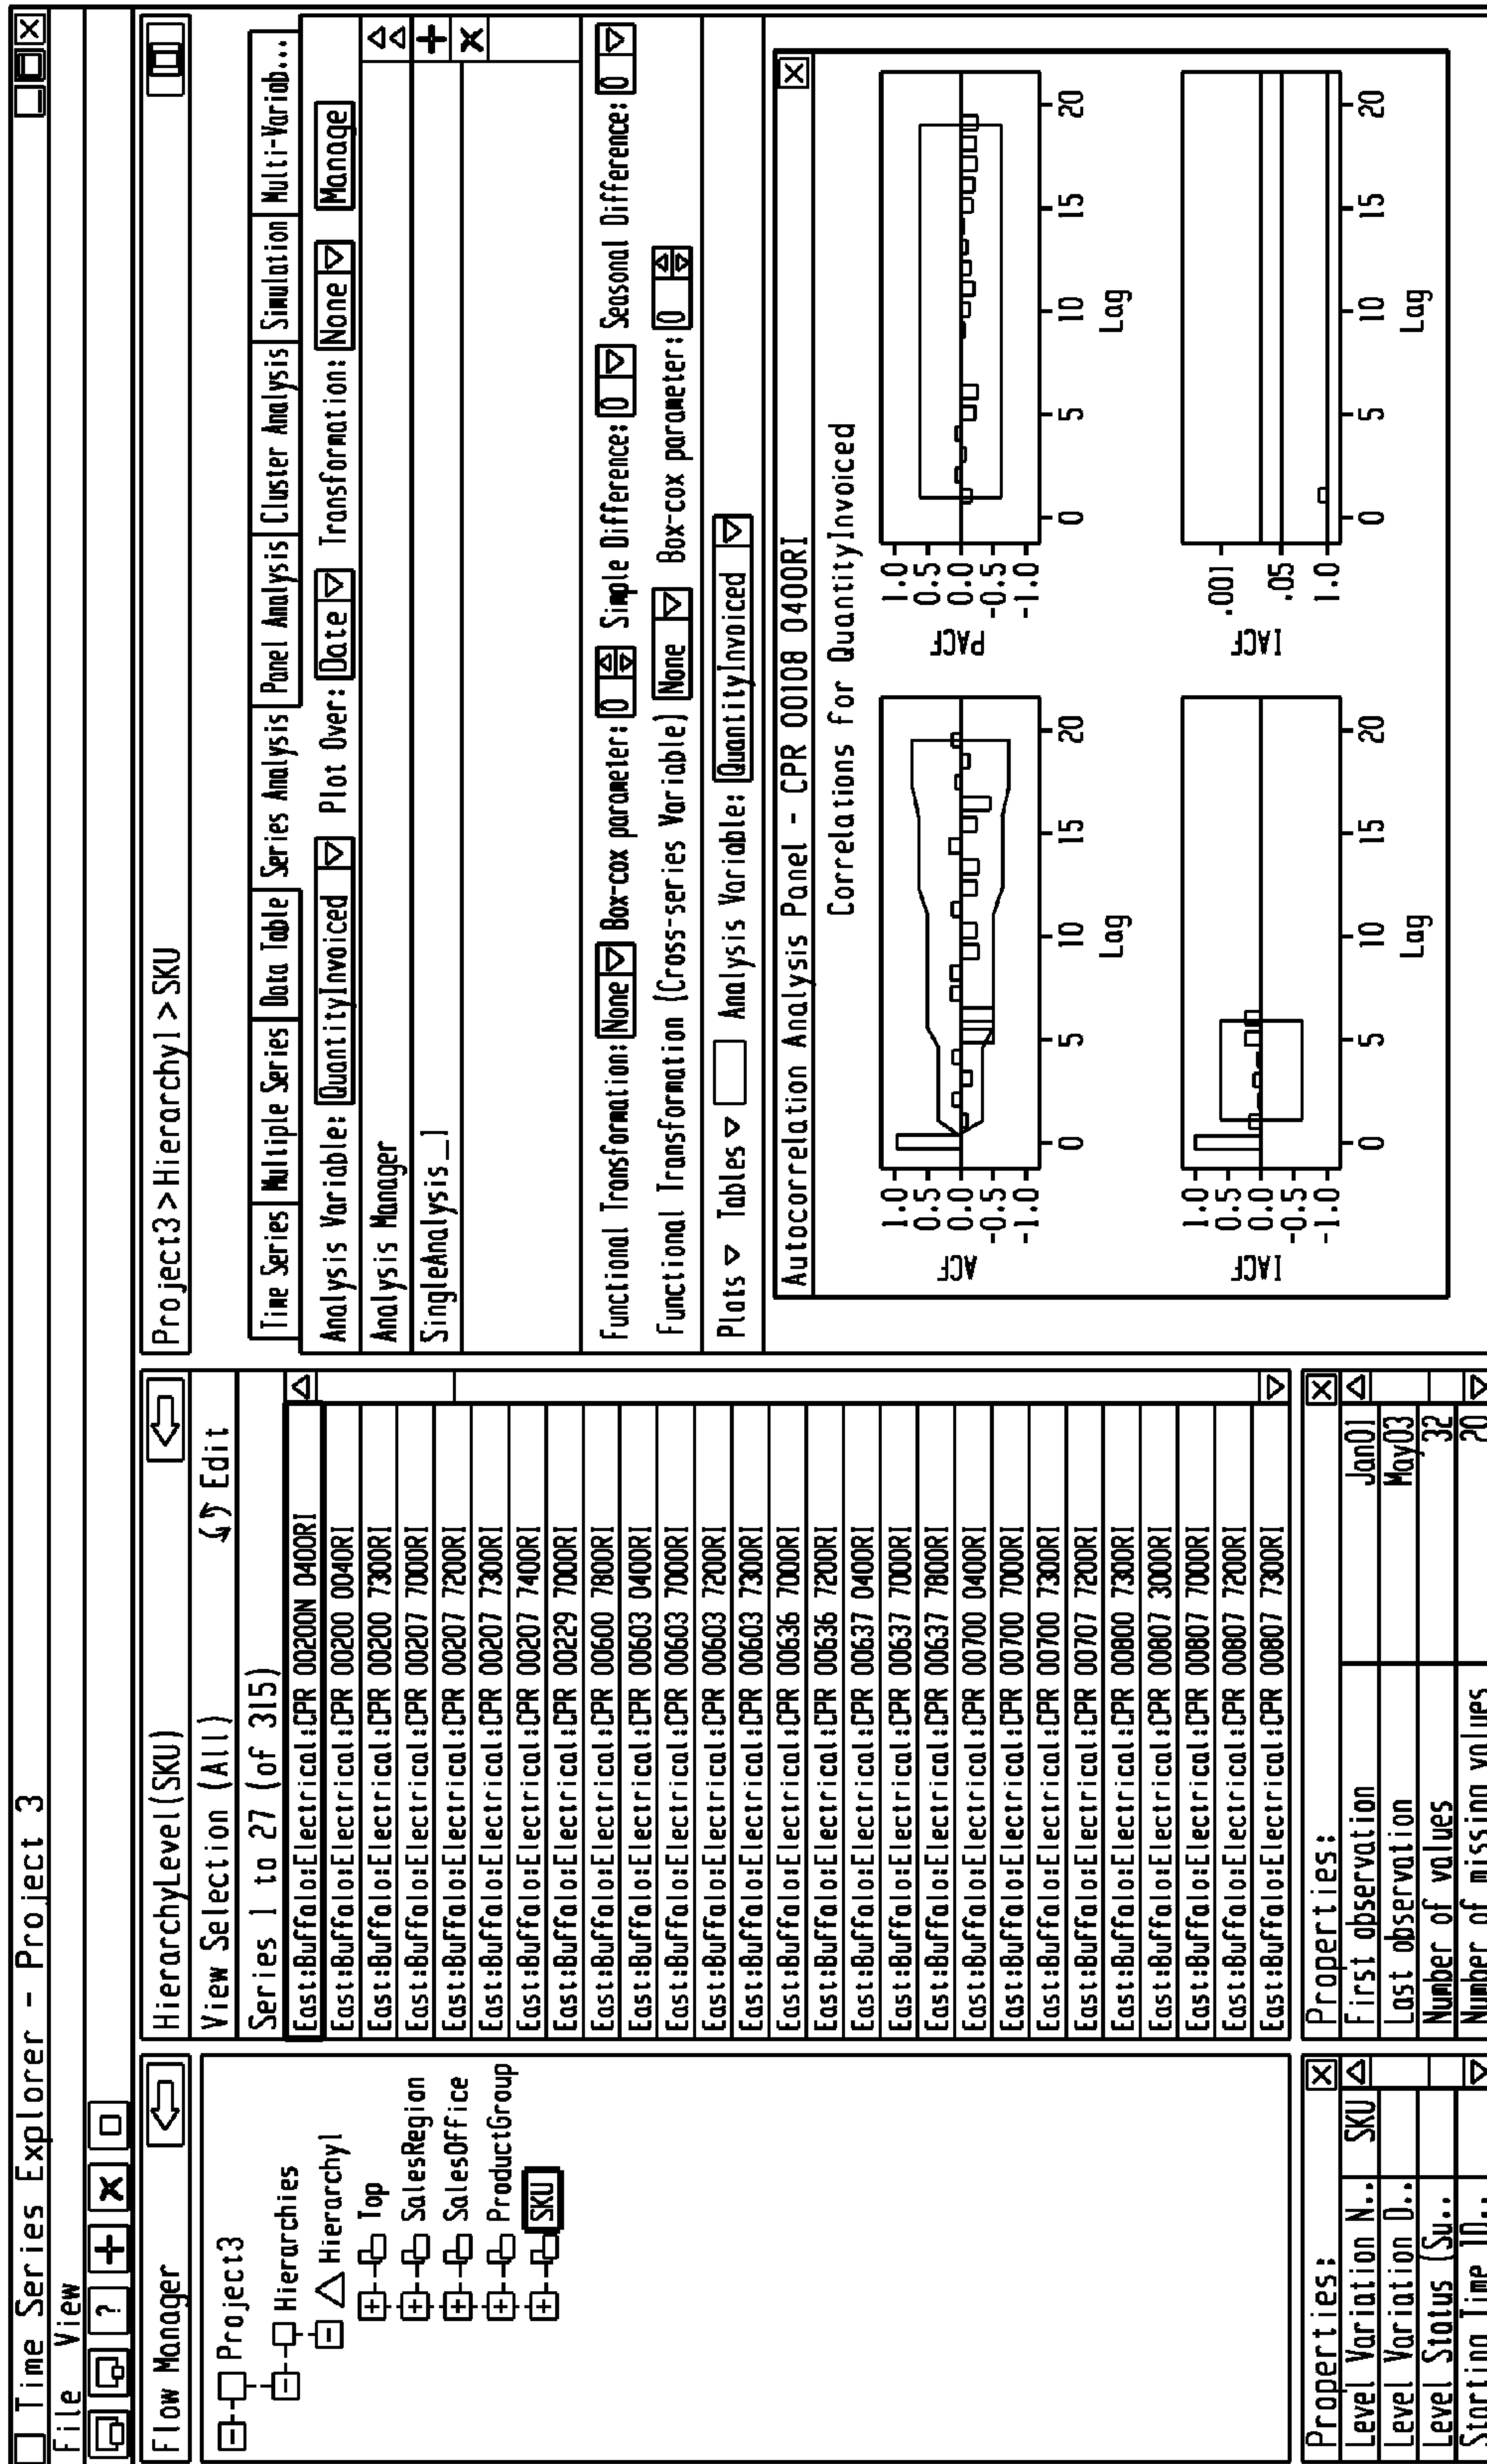 Time Series Explorer - Project 3
File View
?
Flow Manager
Project3
Hierarchies
Hierarchy1
Top
SalesRegion
SalesOffice
ProductGroup
SKU
Properties:
Level Variation N.. SKU
Level Variation D..
Level Status (Su..
Starting Time ID..
HierarchyLevel(SKU)
View Selection (All) Edit
Series 1 to 27 (of 315)
East:Buffalo:Electrical:CPR 00200N 0400RI
East:Buffalo:Electrical:CPR 00200 0040RI
East:Buffalo:Electrical:CPR 00200 7300RI
East:Buffalo:Electrical:CPR 00207 7000RI
East:Buffalo:Electrical:CPR 00207 7200RI
East:Buffalo:Electrical:CPR 00207 7300RI
East:Buffalo:Electrical:CPR 00207 7400RI
East:Buffalo:Electrical:CPR 00229 7000RI
East:Buffalo:Electrical:CPR 00600 7800RI
East:Buffalo:Electrical:CPR 00603 0400RI
East:Buffalo:Electrical:CPR 00603 7000RI
East:Buffalo:Electrical:CPR 00603 7200RI
East:Buffalo:Electrical:CPR 00603 7300RI
East:Buffalo:Electrical:CPR 00636 7000RI
East:Buffalo:Electrical:CPR 00636 7200RI
East:Buffalo:Electrical:CPR 00637 0400RI
East:Buffalo:Electrical:CPR 00637 7000RI
East:Buffalo:Electrical:CPR 00637 7800RI
East:Buffalo:Electrical:CPR 00700 0400RI
East:Buffalo:Electrical:CPR 00700 7000RI
East:Buffalo:Electrical:CPR 00700 7300RI
East:Buffalo:Electrical:CPR 00707 7200RI
East:Buffalo:Electrical:CPR 00800 7300RI
East:Buffalo:Electrical:CPR 00807 3000RI
East:Buffalo:Electrical:CPR 00807 7000RI
East:Buffalo:Electrical:CPR 00807 7200RI
East:Buffalo:Electrical:CPR 00807 7300RI
Properties:
First observation Jan01
Last observation May03
Number of values 32
Number of missing values 20
Project3>Hierarchy1>SKU
Time Series Multiple Series Data Table Series Analysis Panel Analysis Cluster Analysis Simulation Multi-Variab...
Analysis Variable: QuantityInvoiced Plot Over: Date Transformation: None Manage
Analysis Manager
SingleAnalysis_1
Functional Transformation: None Box-cox parameter: 0 Simple Difference: 0 Seasonal Difference: 0
Functional Transformation (Cross-series Variable) None Box-cox parameter: 0
Plots Tables Analysis Variable: QuantityInvoiced
Autocorrelation Analysis Panel - CPR 00108 0400RI
Correlations for QuantityInvoiced
ACF
1.0
0.5
0.0
-0.5
-1.0
0 5 10 15 20
Lag
PACF
1.0
0.5
0.0
-0.5
-1.0
0 5 10 15 20
Lag
IACF
1.0
0.5
0.0
-0.5
-1.0
0 5 10 15 20
Lag
IACF
.001
.05
1.0
0 5 10 15 20
Lag